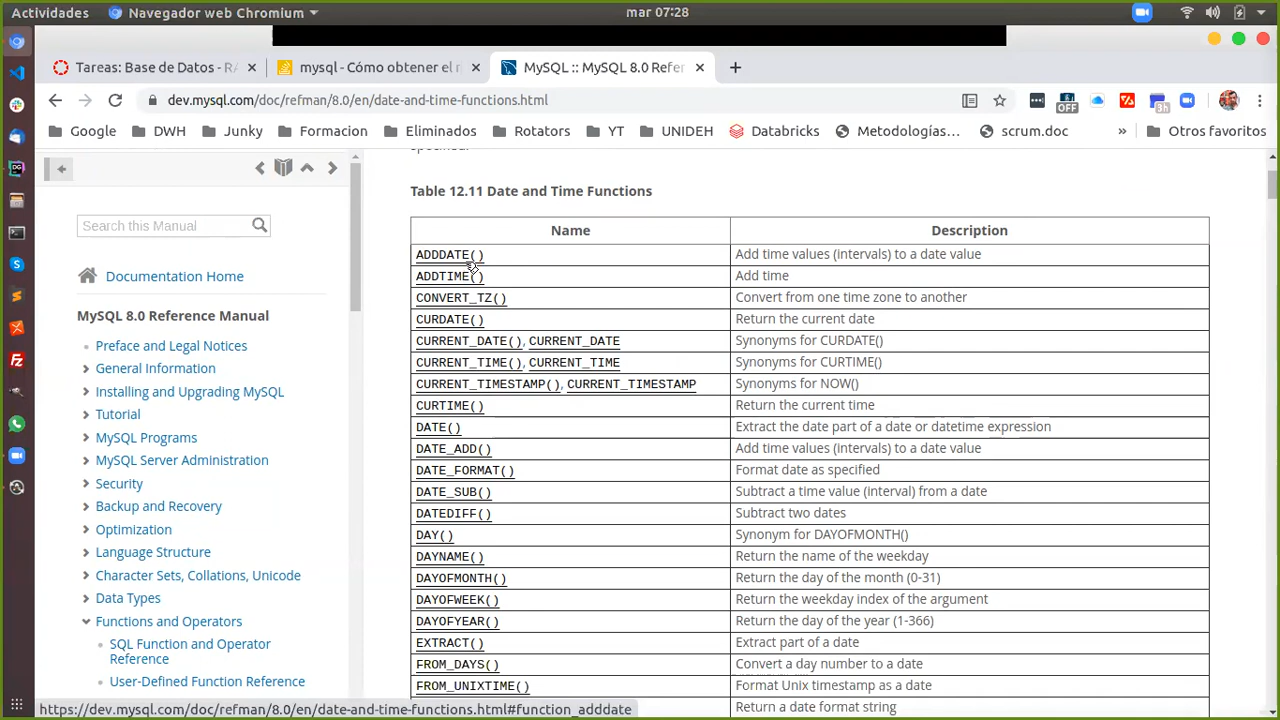 Actividades Navegador web Chromium mar 07:28
Tareas: Base de Datos - RA mysql - Cómo obtener el r MySQL :: MySQL 8.0 Refer
dev.mysql.com/doc/refman/8.0/en/date-and-time-functions.html OFF 3h
Google DWH Junky Formacion Eliminados Rotators YT UNIDEH Databricks Metodologías... scrum.doc » Otros favoritos
Search this Manual
Documentation Home
MySQL 8.0 Reference Manual
Preface and Legal Notices
General Information
Installing and Upgrading MySQL
Tutorial
MySQL Programs
MySQL Server Administration
Security
Backup and Recovery
Optimization
Language Structure
Character Sets, Collations, Unicode
Data Types
Functions and Operators
SQL Function and Operator
Reference
User-Defined Function Reference
specified.
Table 12.11 Date and Time Functions
Name Description
ADDDATE() Add time values (intervals) to a date value
ADDTIME() Add time
CONVERT_TZ() Convert from one time zone to another
CURDATE() Return the current date
CURRENT_DATE(), CURRENT_DATE Synonyms for CURDATE()
CURRENT_TIME(), CURRENT_TIME Synonyms for CURTIME()
CURRENT_TIMESTAMP(), CURRENT_TIMESTAMP Synonyms for NOW()
CURTIME() Return the current time
DATE() Extract the date part of a date or datetime expression
DATE_ADD() Add time values (intervals) to a date value
DATE_FORMAT() Format date as specified
DATE_SUB() Subtract a time value (interval) from a date
DATEDIFF() Subtract two dates
DAY() Synonym for DAYOFMONTH()
DAYNAME() Return the name of the weekday
DAYOFMONTH() Return the day of the month (0-31)
DAYOFWEEK() Return the weekday index of the argument
DAYOFYEAR() Return the day of the year (1-366)
EXTRACT() Extract part of a date
FROM_DAYS() Convert a day number to a date
FROM_UNIXTIME() Format Unix timestamp as a date
Return a date format string
https://dev.mysql.com/doc/refman/8.0/en/date-and-time-functions.html#function_adddate